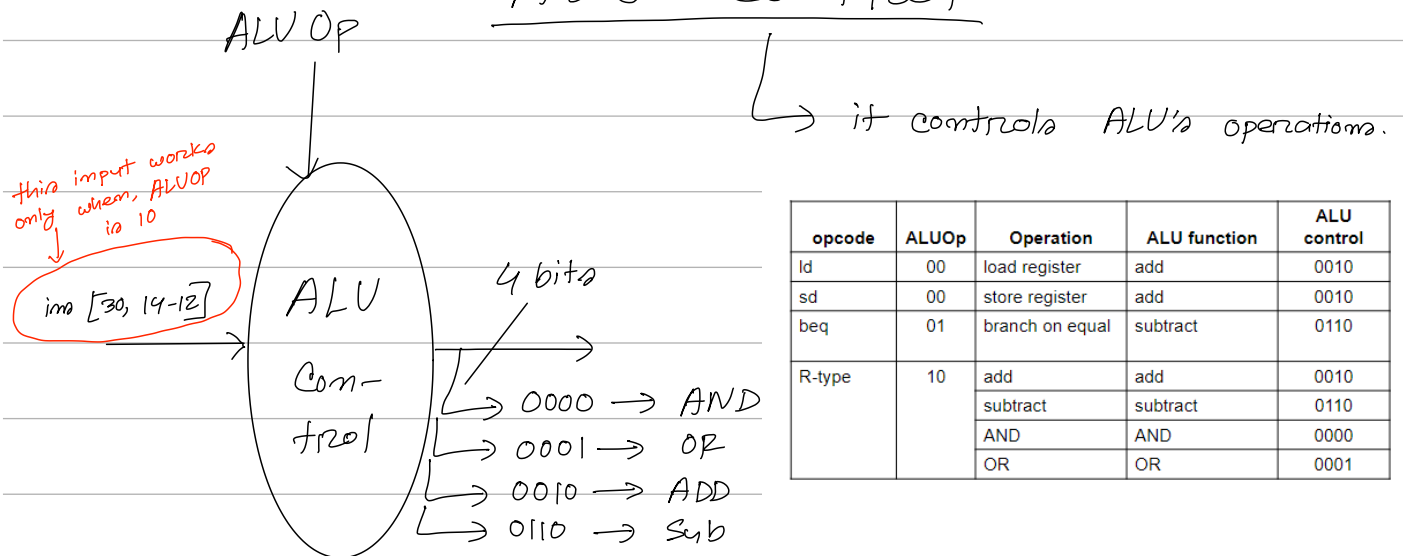 ALU Op
it controls ALU's operations.
this input works
only when, ALUOP
is 10
ins [30, 14-12]
ALU
Con-
trol
4 bits
0000 → AND
0001 → OR
0010 → ADD
0110 → Sub
opcode ALUOp Operation ALU function ALU control
ld 00 load register add 0010
sd 00 store register add 0010
beq 01 branch on equal subtract 0110
R-type 10 add add 0010
subtract subtract 0110
AND AND 0000
OR OR 0001